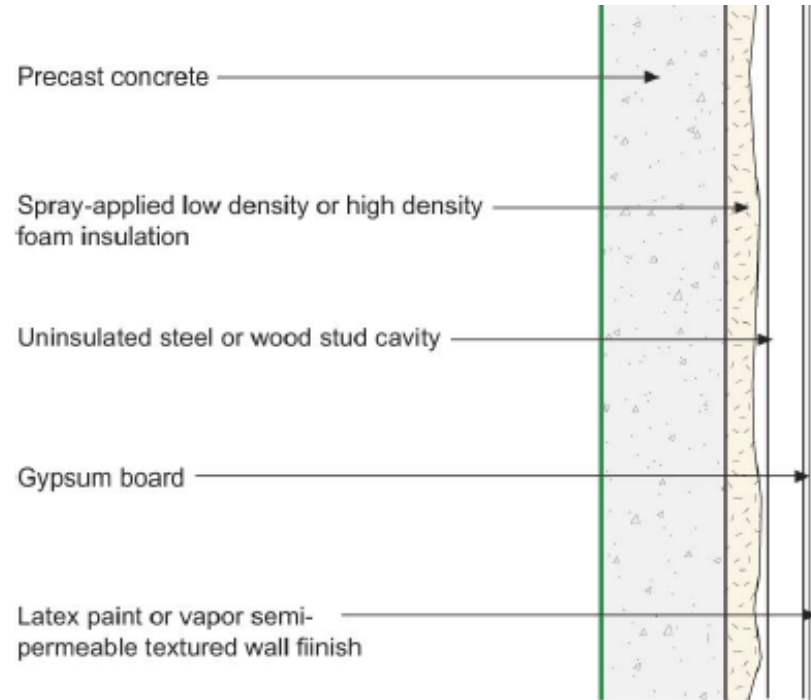 Precast concrete
Spray-applied low density or high density
foam insulation
Uninsulated steel or wood stud cavity
Gypsum board
Latex paint or vapor semi-
permeable textured wall fiinish